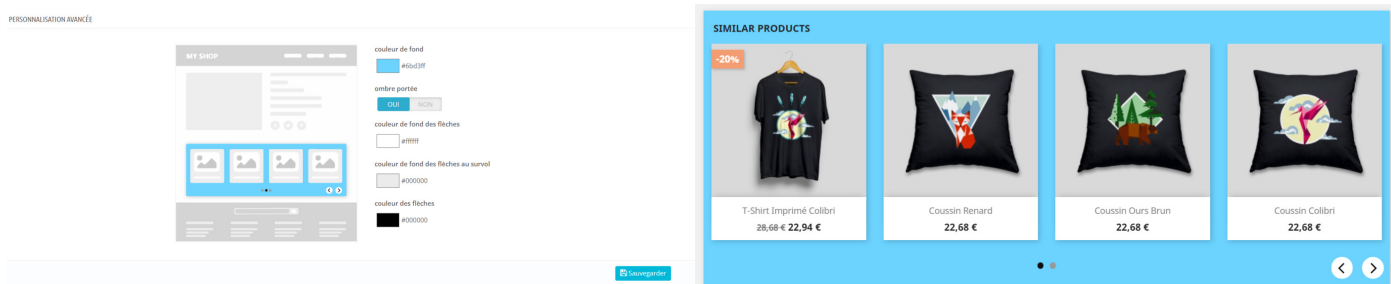 PERSONNALISATION AVANCÉE
MY SHOP
couleur de fond
#6bd3ff
ombre portée
OUI NON
couleur de fond des flèches
#ffffff
couleur de fond des flèches au survol
#000000
couleur des flèches
#000000
Sauvegarder
SIMILAR PRODUCTS
-20%
T-Shirt Imprimé Colibri
28,68 € 22,94 €
Coussin Renard
22,68 €
Coussin Ours Brun
22,68 €
Coussin Colibri
22,68 €